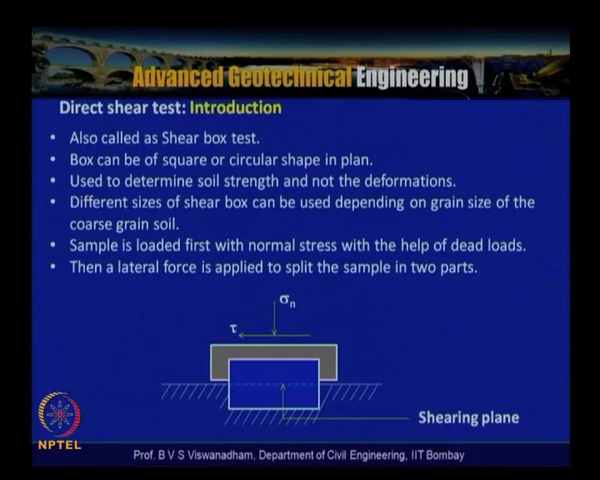 Advanced Geotechnical Engineering
Direct shear test: Introduction
• Also called as Shear box test.
• Box can be of square or circular shape in plan.
• Used to determine soil strength and not the deformations.
• Different sizes of shear box can be used depending on grain size of the
coarse grain soil.
• Sample is loaded first with normal stress with the help of dead loads.
• Then a lateral force is applied to split the sample in two parts.
σn
τ
Shearing plane
NPTEL
Prof. B V S Viswanadham, Department of Civil Engineering, IIT Bombay